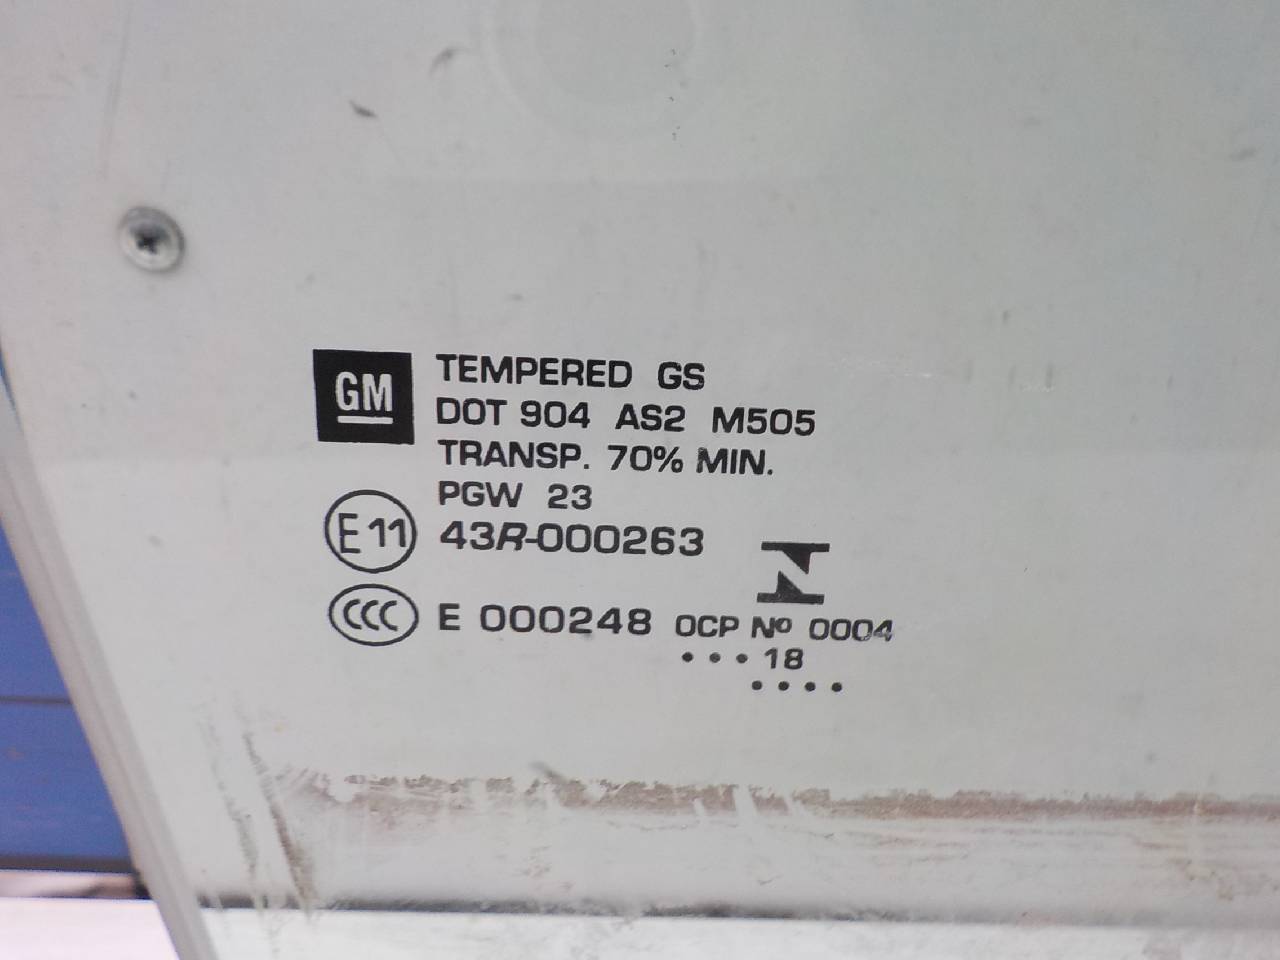 GM
TEMPERED GS
DOT 904 AS2 M505
TRANSP. 70% MIN.
PGW 23
E11 43R-000263
CCC E 000248 OCP Nº 0004
• • • 18
• • • •